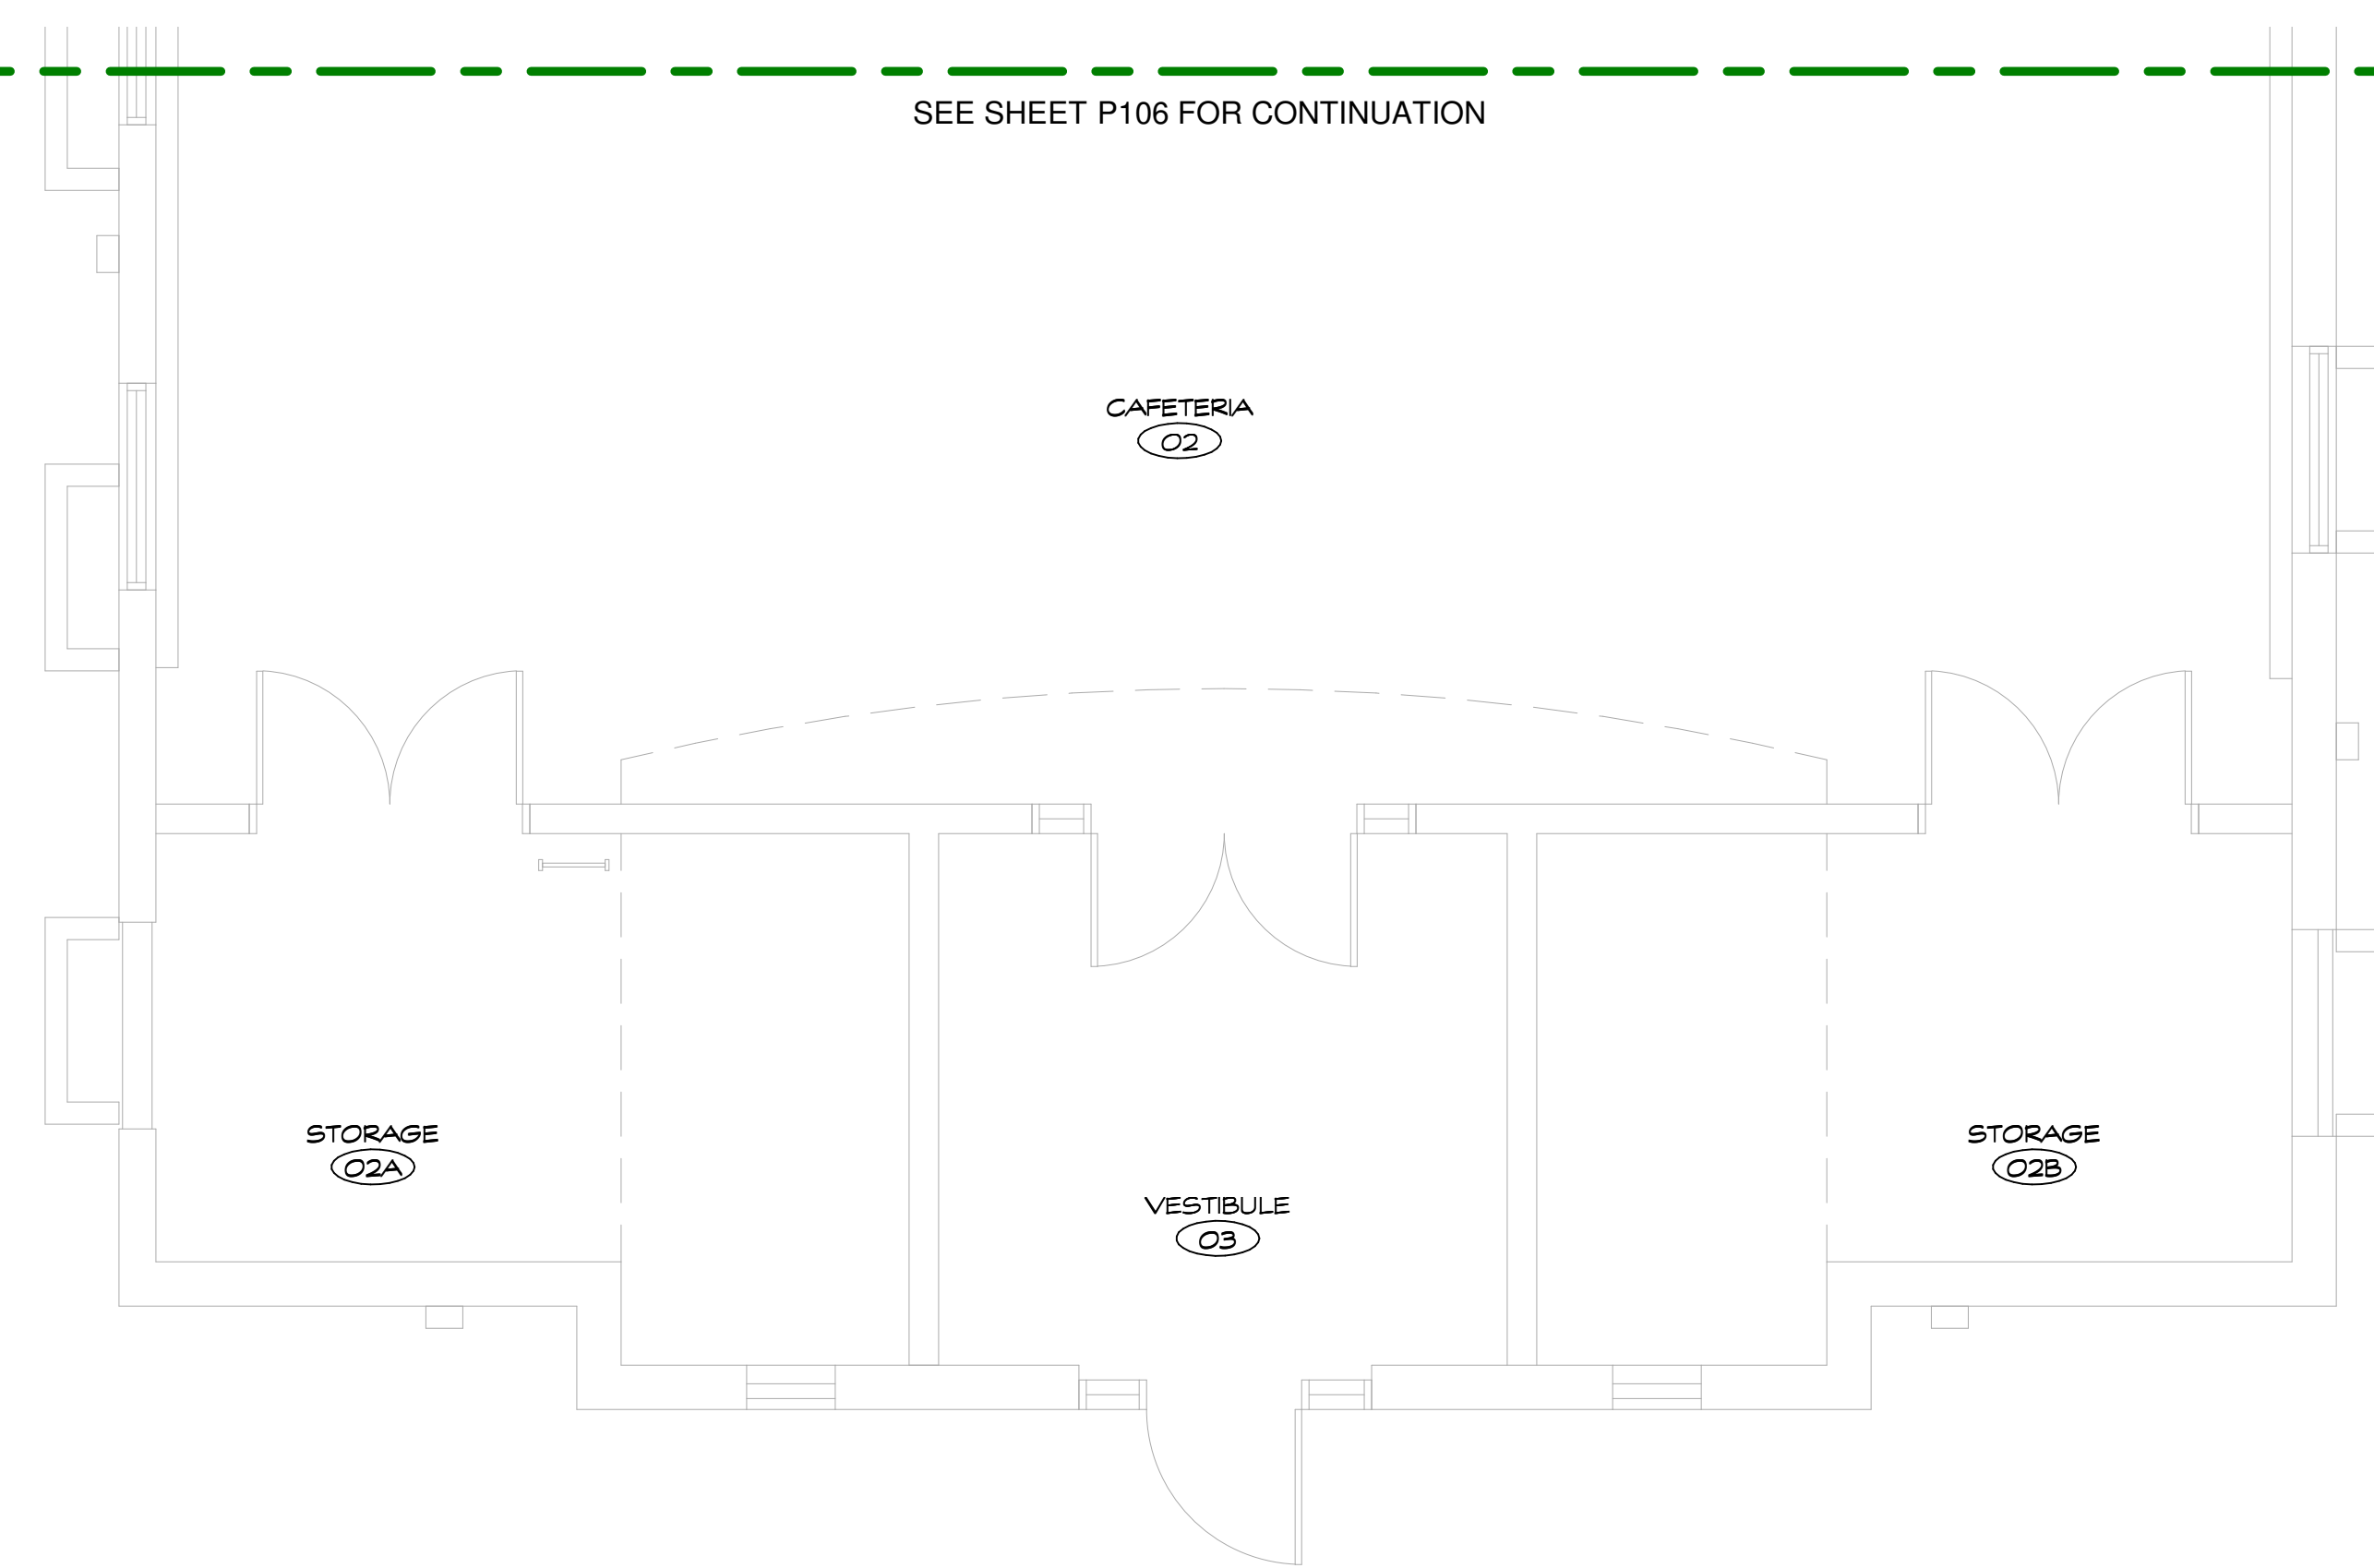 SEE SHEET P106 FOR CONTINUATION
CAFETERIA
02
STORAGE
02A
STORAGE
02B
VESTIBULE
03